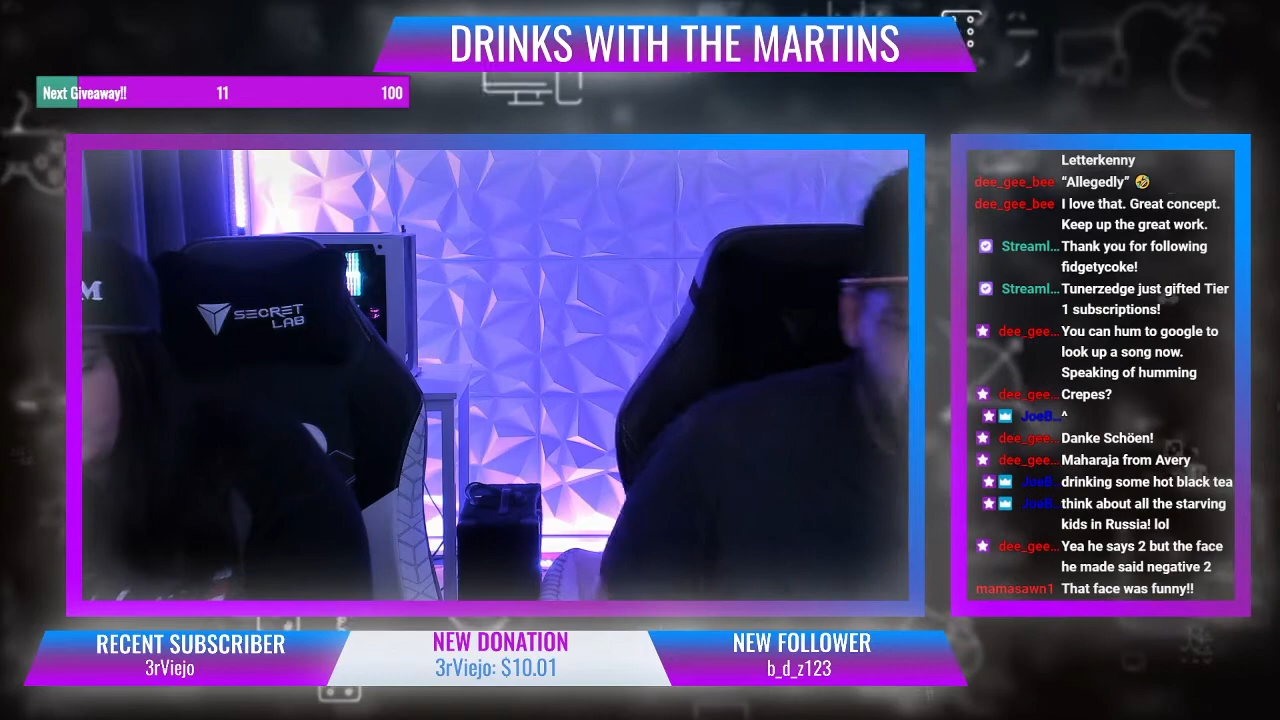 DRINKS WITH THE MARTINS
Next Giveaway!! 11 100
M
SECRET
LAB
Letterkenny
dee_gee_bee “Allegedly” 🤣
dee_gee_bee I love that. Great concept.
Keep up the great work.
Streaml... Thank you for following
fidgetycoke!
Streaml... Tunerzedge just gifted Tier
1 subscriptions!
dee_gee... You can hum to google to
look up a song now.
Speaking of humming
dee_gee... Crepes?
JoeB... ^
dee_gee... Danke Schöen!
dee_gee... Maharaja from Avery
JoeB... drinking some hot black tea
JoeB... think about all the starving
kids in Russia! lol
dee_gee... Yea he says 2 but the face
he made said negative 2
mamasawn1 That face was funny!!
RECENT SUBSCRIBER
3rViejo
NEW DONATION
3rViejo: $10.01
NEW FOLLOWER
b_d_z123